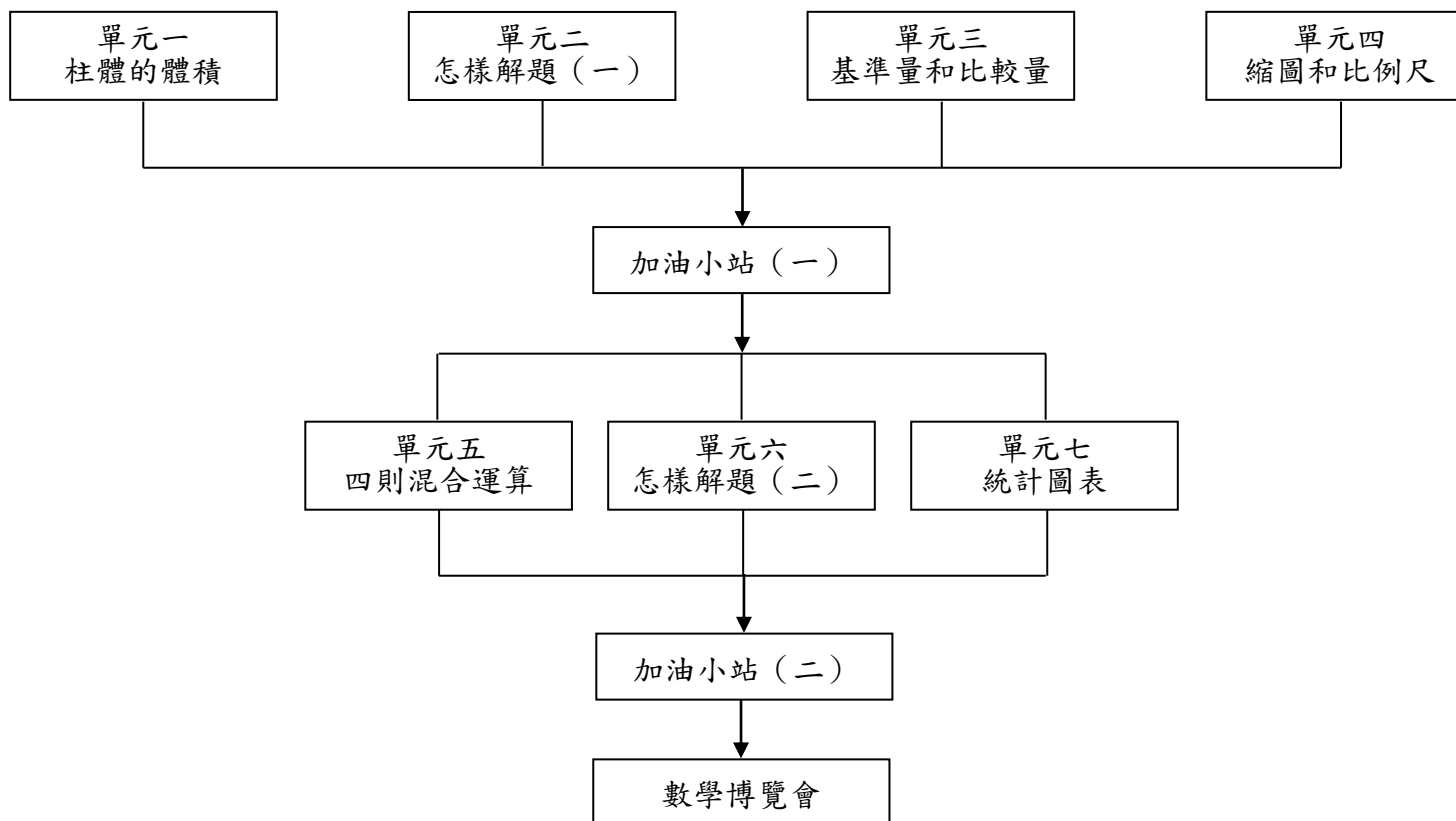 單元一
柱體的體積
單元二
怎樣解題（一）
單元三
基準量和比較量
單元四
縮圖和比例尺
加油小站（一）
單元五
四則混合運算
單元六
怎樣解題（二）
單元七
統計圖表
加油小站（二）
數學博覽會